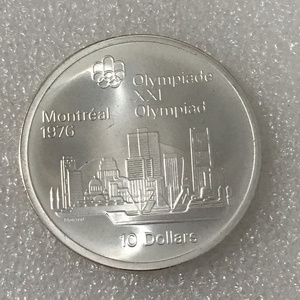 Olympiade
XXI
Montréal Olympiad
1976
10 Dollars